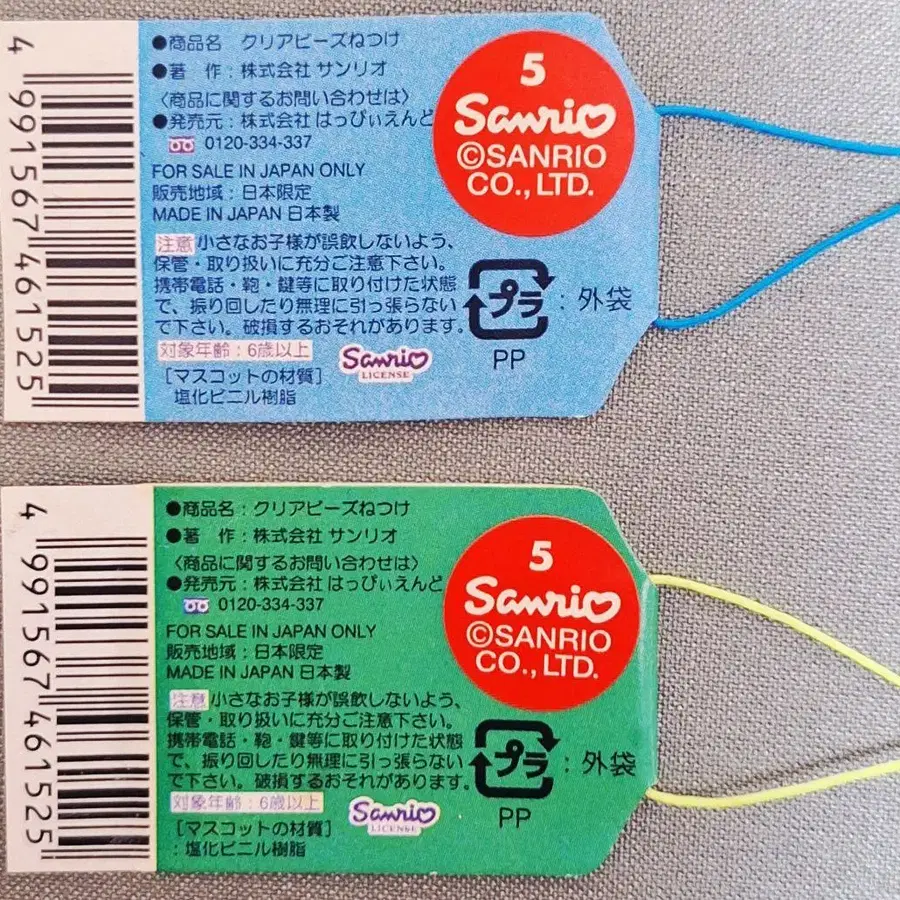 4 991567 461525
●商品名 クリアビーズねつけ
●著　作：株式会社 サンリオ
〈商品に関するお問い合わせは〉
●発売元：株式会社 はっぴぃえんど
0120-334-337
FOR SALE IN JAPAN ONLY
販売地域：日本限定
MADE IN JAPAN 日本製
注意 小さなお子様が誤飲しないよう、
保管・取り扱いに充分ご注意下さい。
携帯電話・鞄・鍵等に取り付けた状態
で、振り回したり無理に引っ張らない
で下さい。破損するおそれがあります。
対象年齢：6歳以上
Sanrio
LICENSE
［マスコットの材質］
塩化ビニル樹脂
5
Sanrio
©SANRIO
CO., LTD.
プラ：外袋
PP
4 991567 461525
●商品名：クリアビーズねつけ
●著　作：株式会社 サンリオ
〈商品に関するお問い合わせは〉
●発売元：株式会社 はっぴぃえんど
0120-334-337
FOR SALE IN JAPAN ONLY
販売地域：日本限定
MADE IN JAPAN 日本製
注意 小さなお子様が誤飲しないよう、
保管・取り扱いに充分ご注意下さい。
携帯電話・鞄・鍵等に取り付けた状態
で、振り回したり無理に引っ張らない
で下さい。破損するおそれがあります。
対象年齢：6歳以上
Sanrio
LICENSE
［マスコットの材質］
：塩化ビニル樹脂
5
Sanrio
©SANRIO
CO., LTD.
プラ：外袋
PP